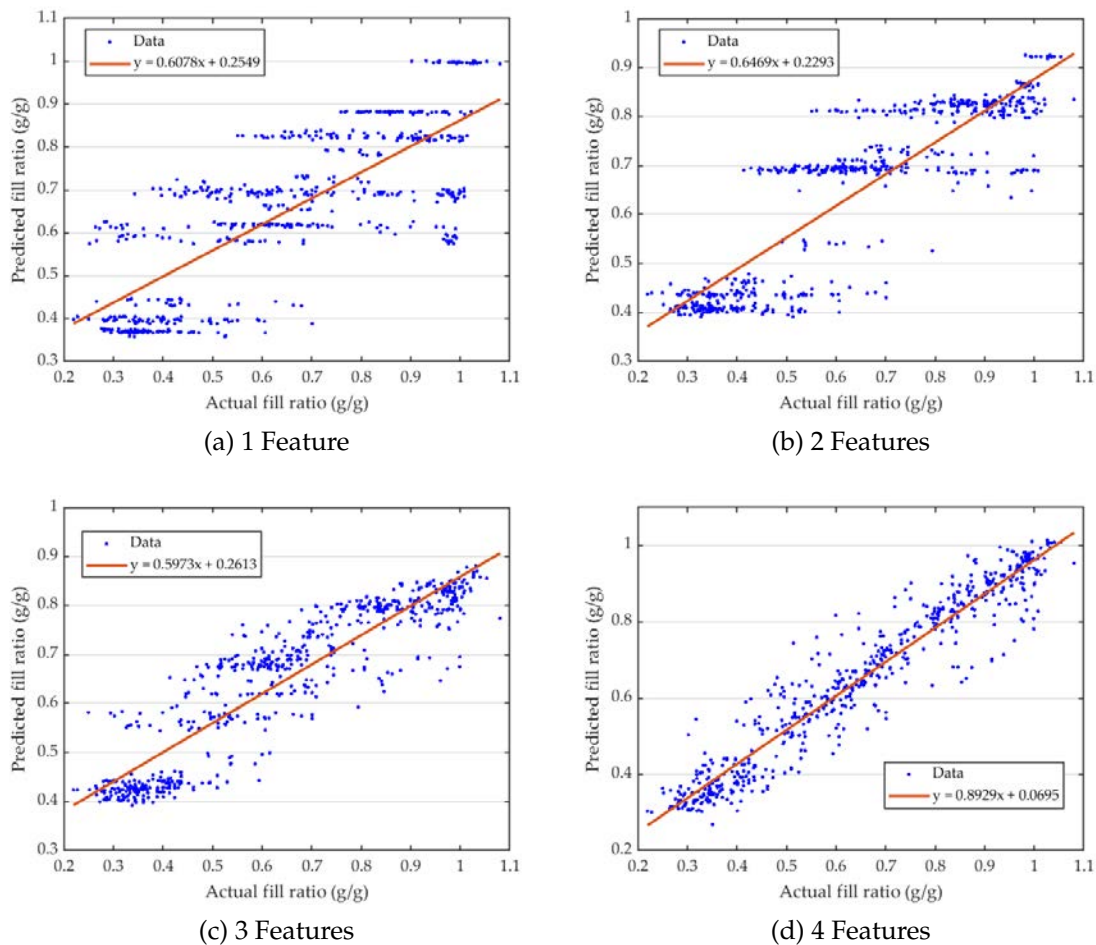 1.1
1
0.9
0.8
0.7
0.6
0.5
0.4
0.3
Predicted fill ratio (g/g)
Data
y = 0.6078x + 0.2549
0.2 0.3 0.4 0.5 0.6 0.7 0.8 0.9 1 1.1
Actual fill ratio (g/g)
(a) 1 Feature
1
0.9
0.8
0.7
0.6
0.5
0.4
0.3
Predicted fill ratio (g/g)
Data
y = 0.6469x + 0.2293
0.2 0.3 0.4 0.5 0.6 0.7 0.8 0.9 1 1.1
Actual fill ratio (g/g)
(b) 2 Features
1
0.9
0.8
0.7
0.6
0.5
0.4
0.3
Predicted fill ratio (g/g)
Data
y = 0.5973x + 0.2613
0.2 0.3 0.4 0.5 0.6 0.7 0.8 0.9 1 1.1
Actual fill ratio (g/g)
(c) 3 Features
1
0.8
0.6
0.4
0.2
Predicted fill ratio (g/g)
Data
y = 0.8929x + 0.0695
0.2 0.3 0.4 0.5 0.6 0.7 0.8 0.9 1 1.1
Actual fill ratio (g/g)
(d) 4 Features